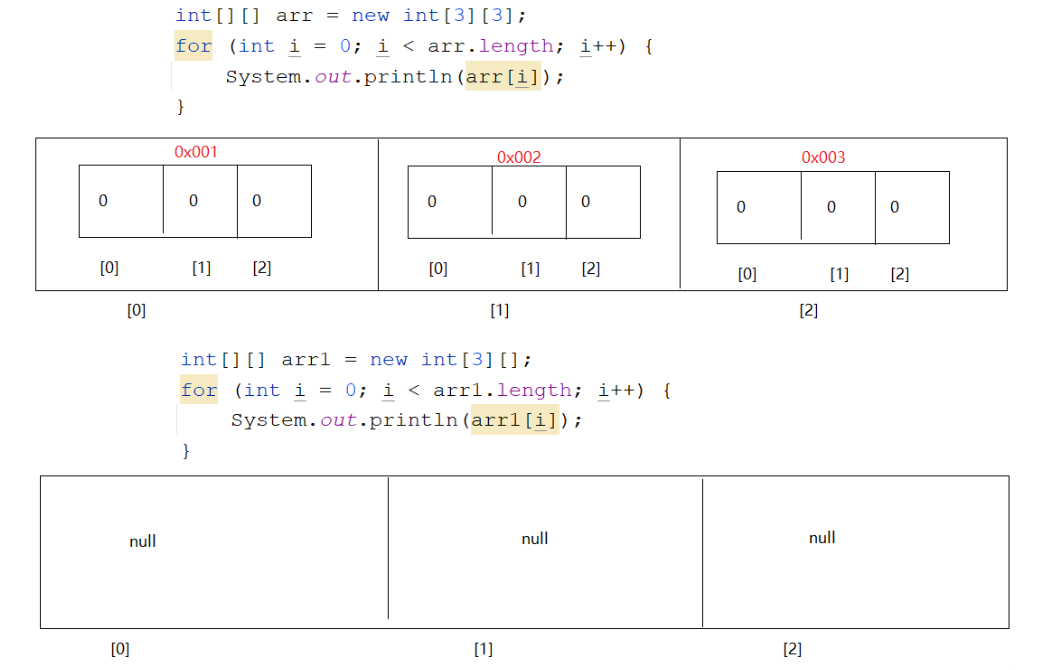 int[][] arr = new int[3][3];
for (int i = 0; i < arr.length; i++) {
System.out.println(arr[i]);
}
0x001 0x002 0x003
0 0 0 0 0 0 0 0 0
[0] [1] [2] [0] [1] [2] [0] [1] [2]
[0] [1] [2]
int[][] arr1 = new int[3][];
for (int i = 0; i < arr1.length; i++) {
System.out.println(arr1[i]);
}
null null null
[0] [1] [2]